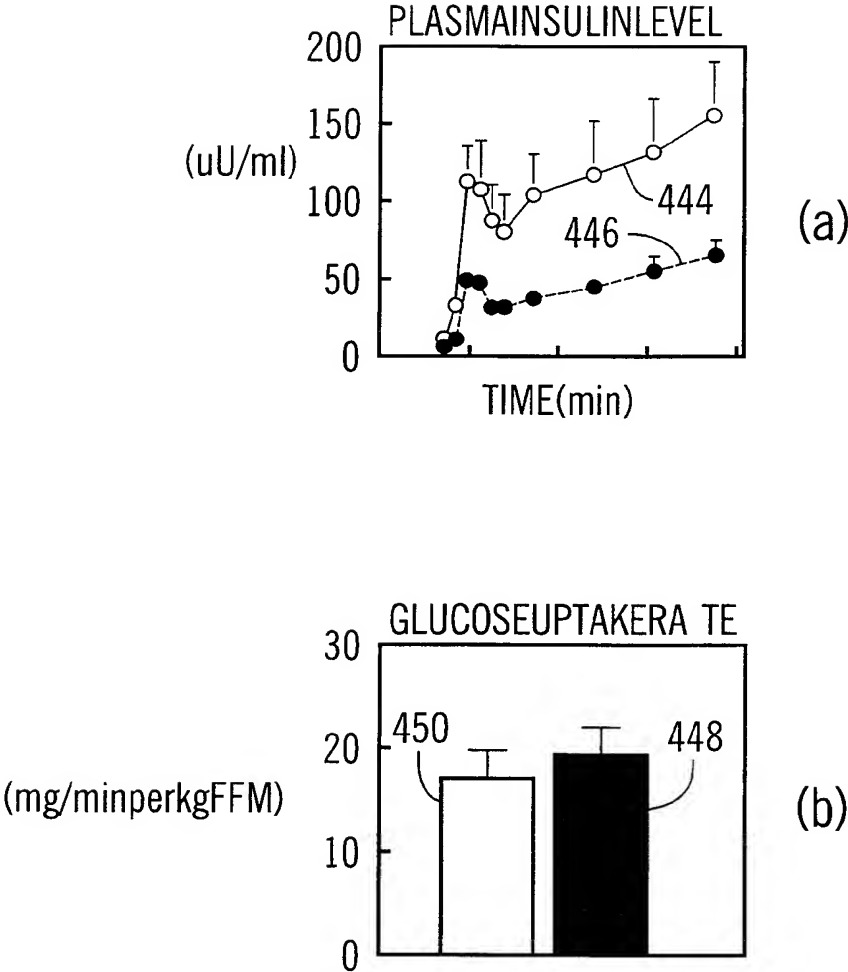 PLASMAINSULINLEVEL
200
150
(uU/ml)
100
444
446
(a)
50
0
TIME(min)
GLUCOSEUPTAKERA TE
30
450
448
20
(mg/minperkgFFM)
(b)
10
0